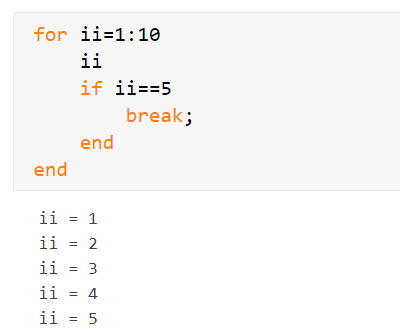 for ii=1:10
    ii
    if ii==5
        break;
    end
end
ii = 1
ii = 2
ii = 3
ii = 4
ii = 5